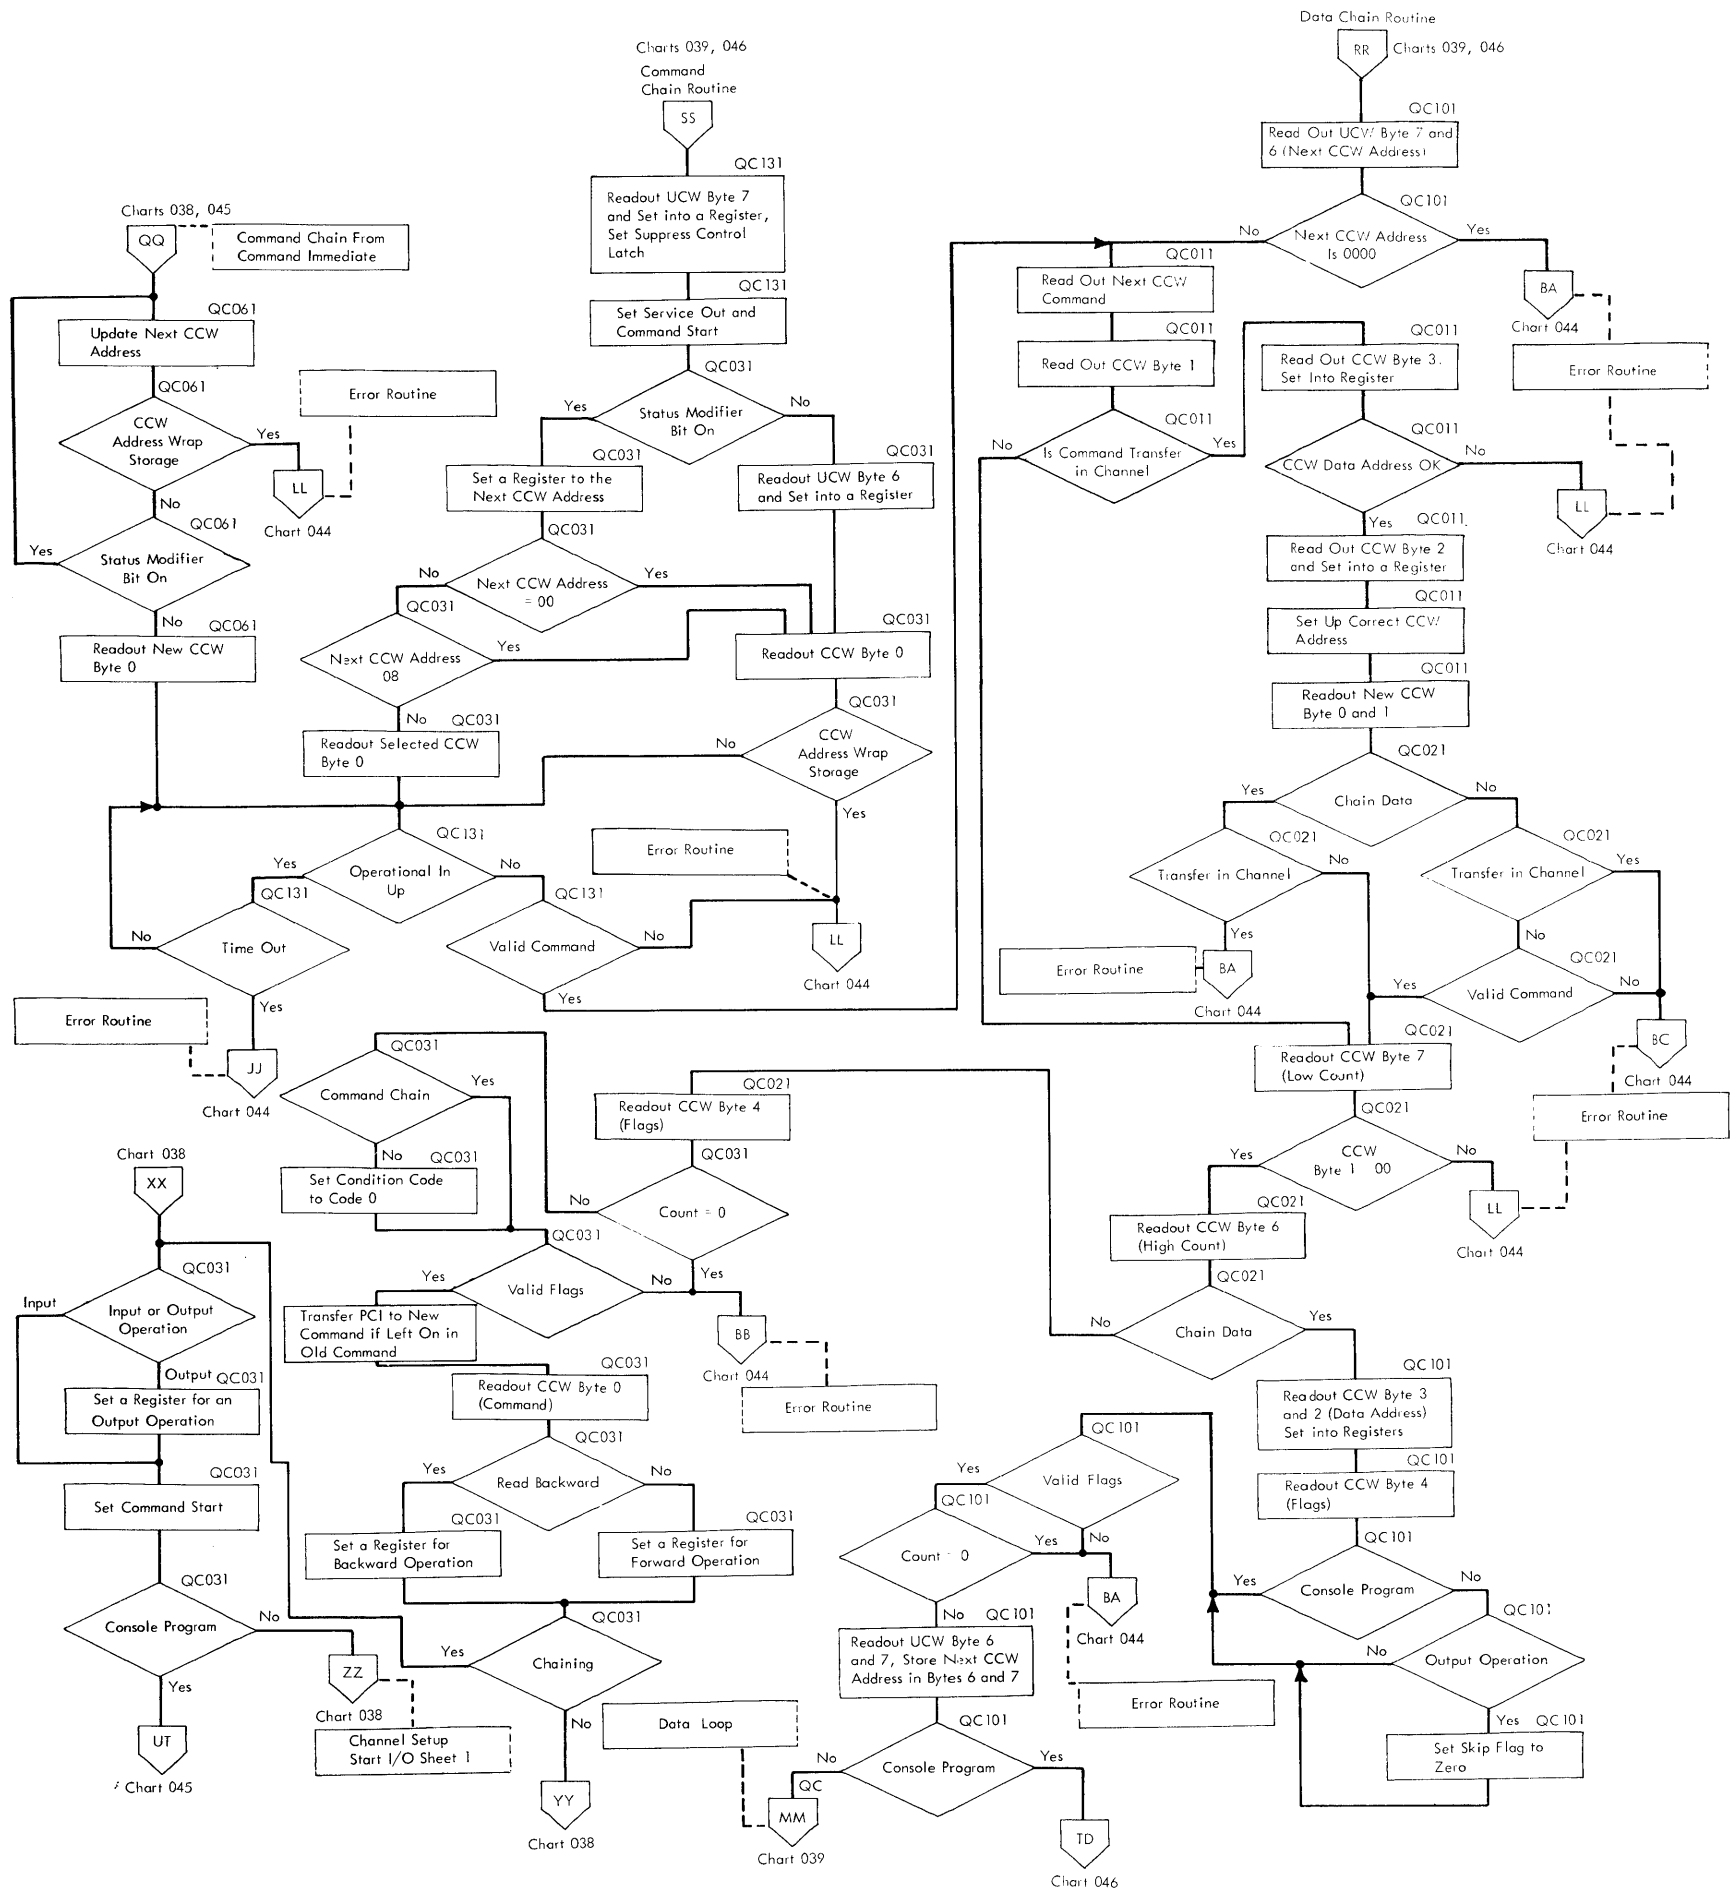 Charts 038, 045
QQ
Command Chain From
Command Immediate
QC061
Update Next CCW
Address
QC061
CCW
Address Wrap
Storage
Yes
Error Routine
LL
Chart 044
No
QC061
Yes
Status Modifier
Bit On
No
QC061
Readout New CCW
Byte 0
Charts 039, 046
Command
Chain Routine
SS
QC131
Readout UCW Byte 7
and Set into a Register,
Set Suppress Control
Latch
QC131
Set Service Out and
Command Start
QC031
Yes
Status Modifier
Bit On
No
QC031
Set a Register to the
Next CCW Address
QC031
Readout UCW Byte 6
and Set into a Register
QC031
No
Next CCW Address
= 00
Yes
QC031
Next CCW Address
08
Yes
QC031
Readout CCW Byte 0
No
QC031
Readout Selected CCW
Byte 0
QC031
No
CCW
Address Wrap
Storage
Yes
QC131
Yes
Operational In
Up
No
Error Routine
QC131
No
Time Out
Yes
QC131
Valid Command
No
Yes
LL
Chart 044
Error Routine
JJ
Chart 044
Data Chain Routine
RR
Charts 039, 046
QC101
Read Out UCW Byte 7 and
6 (Next CCW Address)
QC101
No
Next CCW Address
Is 0000
Yes
BA
Chart 044
Error Routine
QC011
Read Out Next CCW
Command
QC011
Read Out CCW Byte 1
QC011
No
Is Command Transfer
in Channel
Yes
QC011
Read Out CCW Byte 3.
Set Into Register
QC011
CCW Data Address OK
No
LL
Chart 044
Yes
QC011
Read Out CCW Byte 2
and Set into a Register
QC011
Set Up Correct CCW
Address
QC011
Readout New CCW
Byte 0 and 1
QC021
Yes
Chain Data
No
QC021
Transfer in Channel
No
Yes
Error Routine
BA
Chart 044
QC021
Transfer in Channel
Yes
No
QC021
Yes
Valid Command
No
BC
Chart 044
Error Routine
QC021
Readout CCW Byte 7
(Low Count)
QC021
Yes
CCW
Byte 1 00
No
LL
Chart 044
QC021
Readout CCW Byte 6
(High Count)
QC021
No
Chain Data
Yes
QC031
Command Chain
Yes
No
QC031
Set Condition Code
to Code 0
QC021
Readout CCW Byte 4
(Flags)
QC031
No
Count = 0
Yes
QC031
Yes
Valid Flags
No
BB
Chart 044
Error Routine
Transfer PCI to New
Command if Left On in
Old Command
QC031
Readout CCW Byte 0
(Command)
QC031
Yes
Read Backward
No
QC031
Set a Register for
Backward Operation
QC031
Set a Register for
Forward Operation
QC031
Yes
Chaining
No
YY
Chart 038
Chart 038
XX
QC031
Input
Input or Output
Operation
Output
QC031
Set a Register for an
Output Operation
QC031
Set Command Start
QC031
Console Program
No
Yes
UT
Chart 045
ZZ
Chart 038
Channel Setup
Start I/O Sheet 1
QC101
Readout CCW Byte 3
and 2 (Data Address)
Set into Registers
QC101
Readout CCW Byte 4
(Flags)
QC101
Yes
Console Program
No
QC101
No
Output Operation
Yes
QC101
Set Skip Flag to
Zero
QC101
Yes
Valid Flags
No
QC101
Count 0
Yes
BA
Chart 044
Error Routine
No
QC101
Readout UCW Byte 6
and 7, Store Next CCW
Address in Bytes 6 and 7
QC101
No
Console Program
Yes
Data Loop
QC
MM
Chart 039
TD
Chart 046